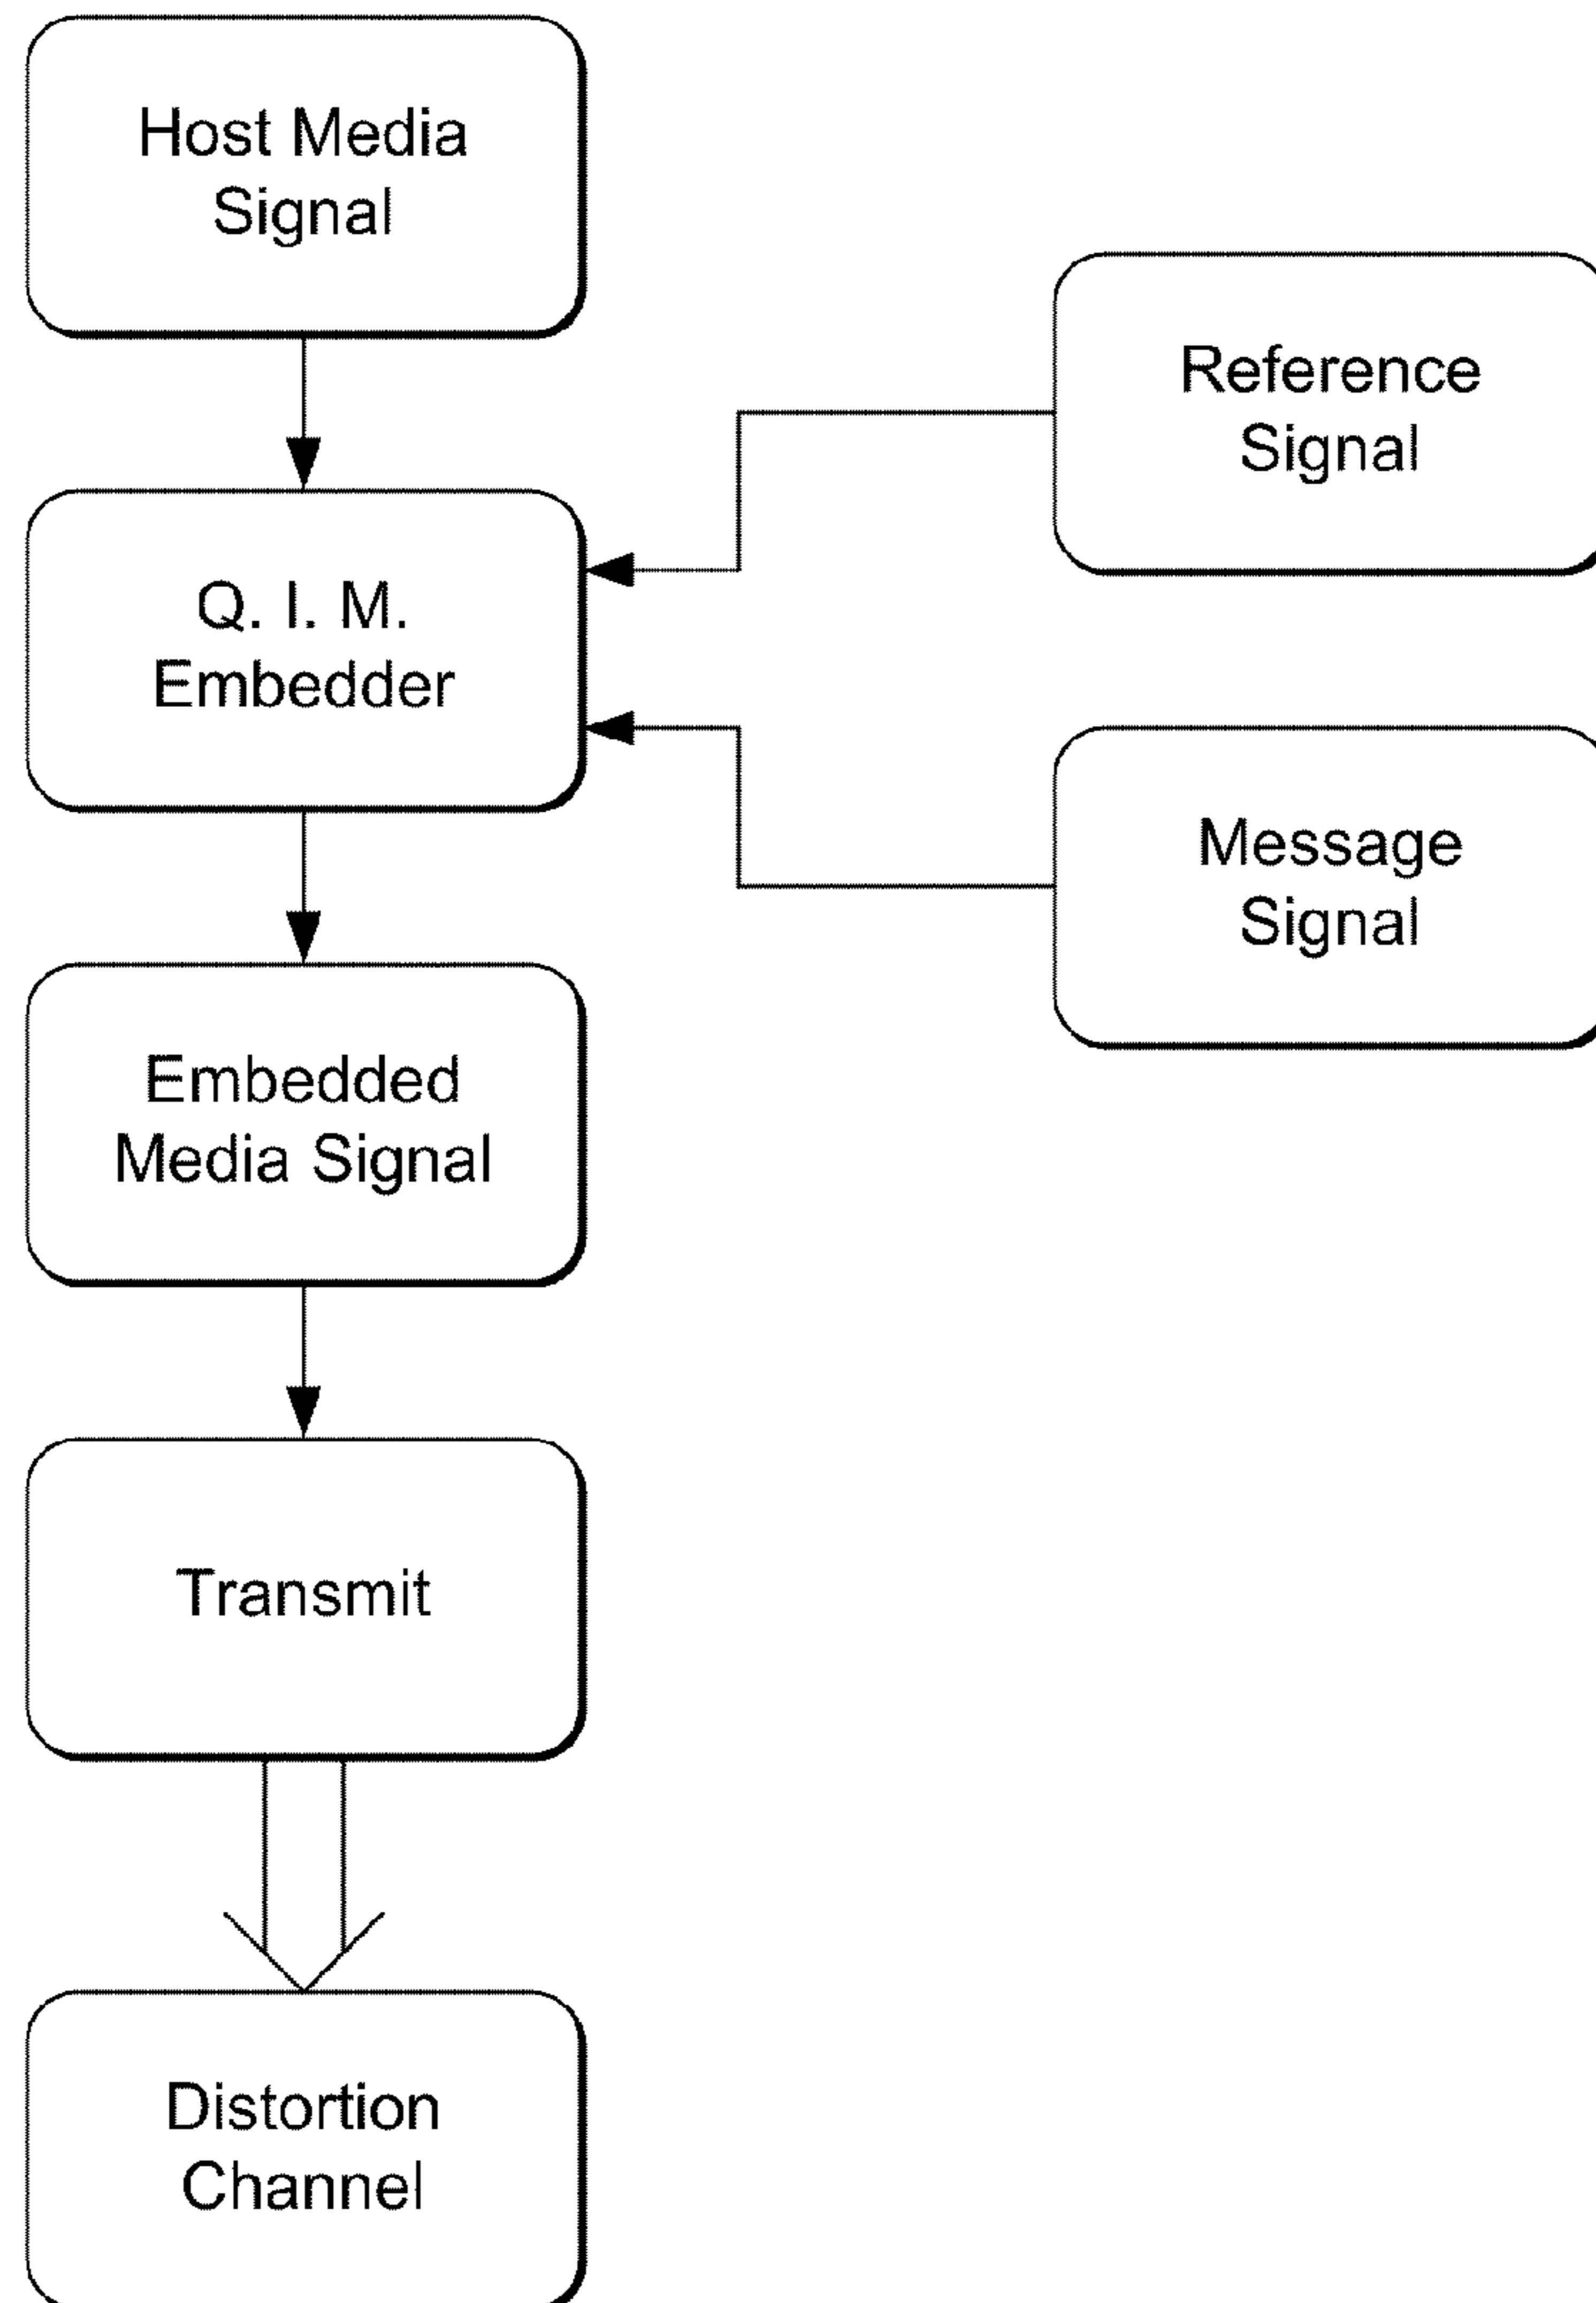 Host Media
Signal
Reference
Signal
Q. I. M.
Embedder
Message
Signal
Embedded
Media Signal
Transmit
Distortion
Channel